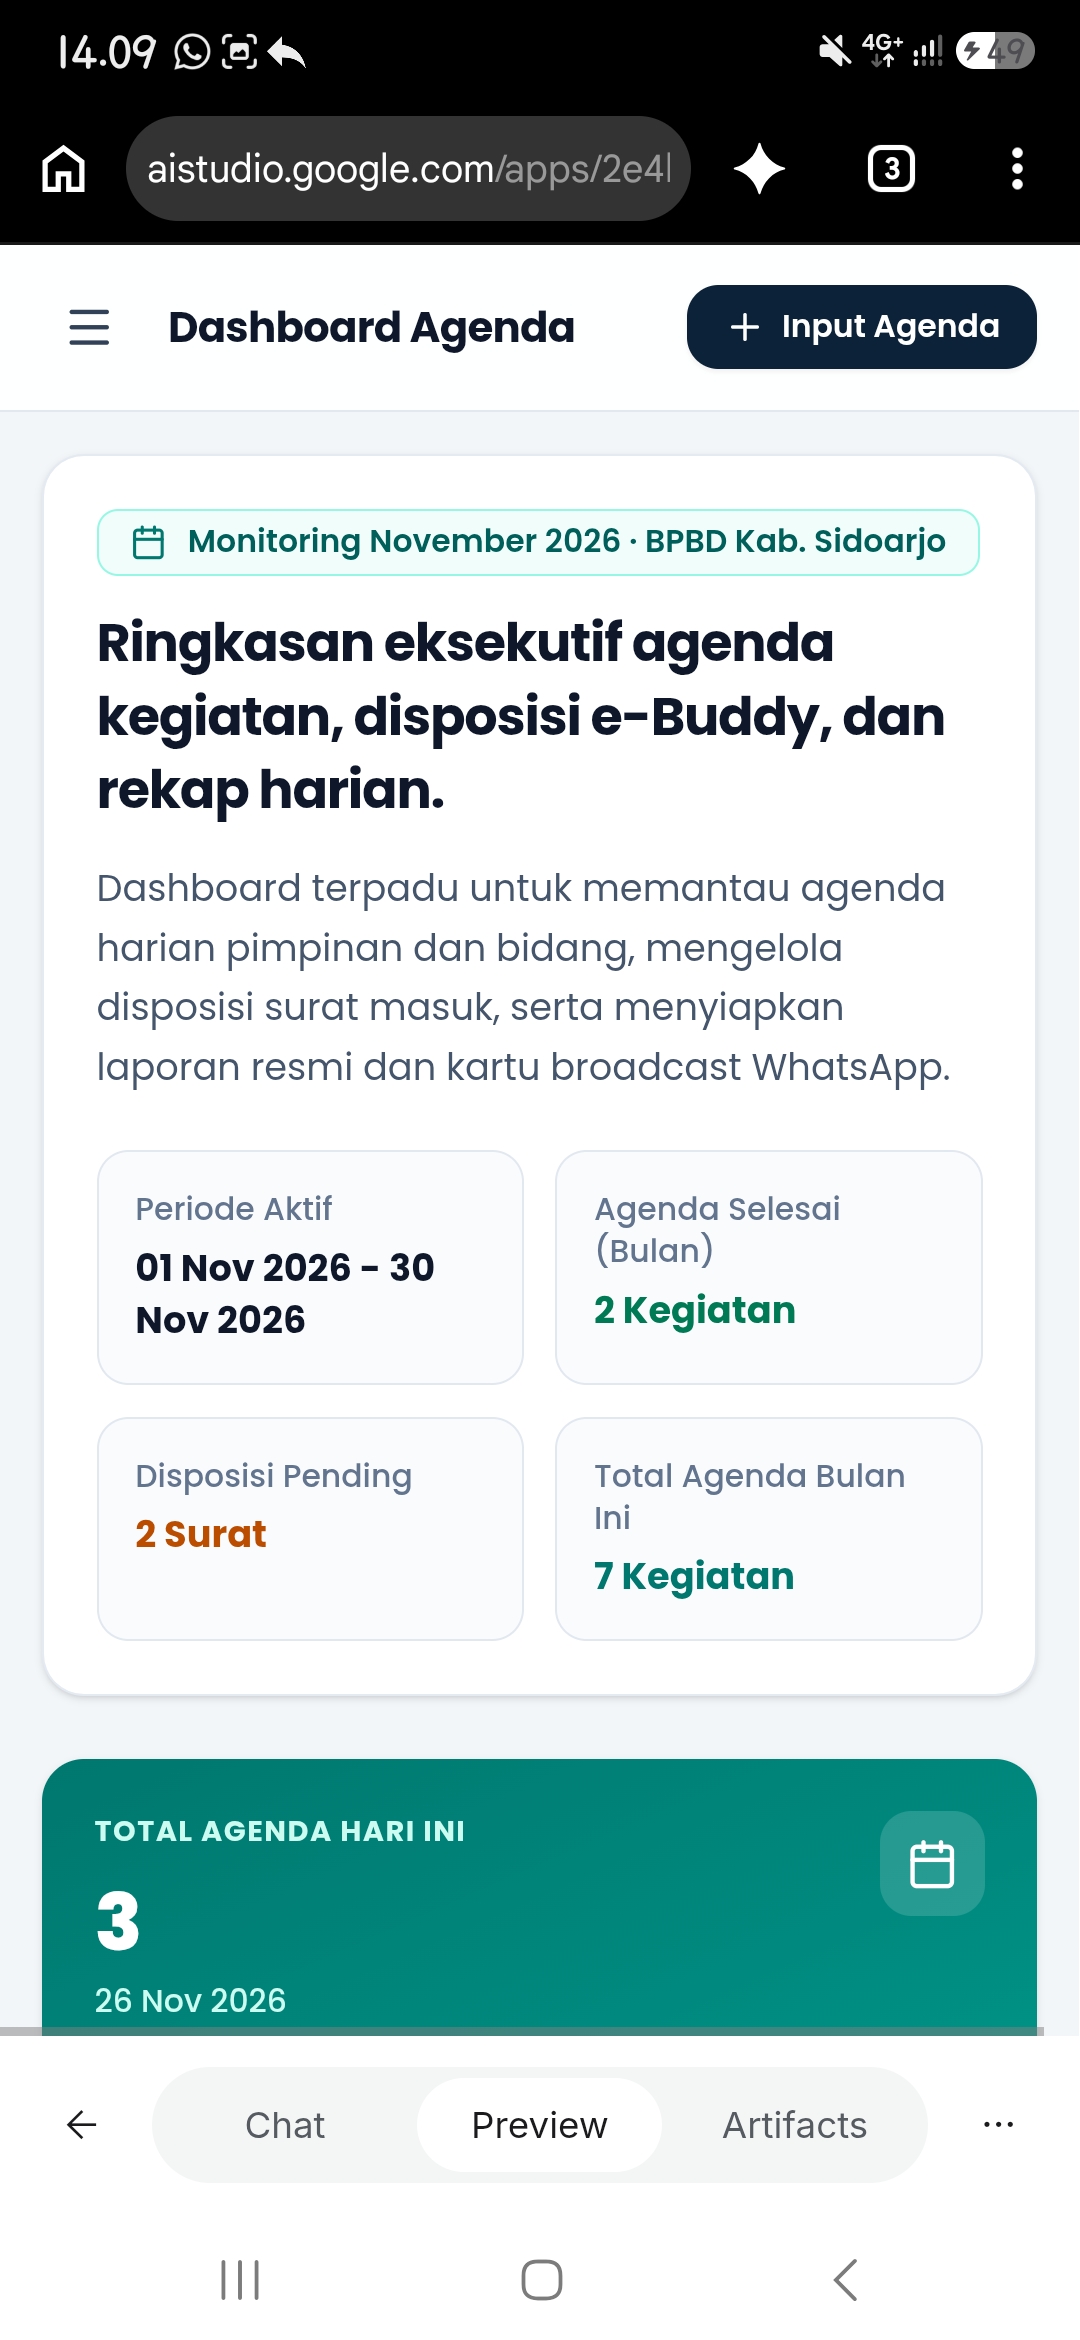 14.09
4G+
49
aistudio.google.com/apps/2e4
3
Dashboard Agenda
Input Agenda
Monitoring November 2026 · BPBD Kab. Sidoarjo
Ringkasan eksekutif agenda
kegiatan, disposisi e-Buddy, dan
rekap harian.
Dashboard terpadu untuk memantau agenda
harian pimpinan dan bidang, mengelola
disposisi surat masuk, serta menyiapkan
laporan resmi dan kartu broadcast WhatsApp.
Periode Aktif
01 Nov 2026 - 30
Nov 2026
Agenda Selesai
(Bulan)
2 Kegiatan
Disposisi Pending
2 Surat
Total Agenda Bulan
Ini
7 Kegiatan
TOTAL AGENDA HARI INI
3
26 Nov 2026
Chat
Preview
Artifacts